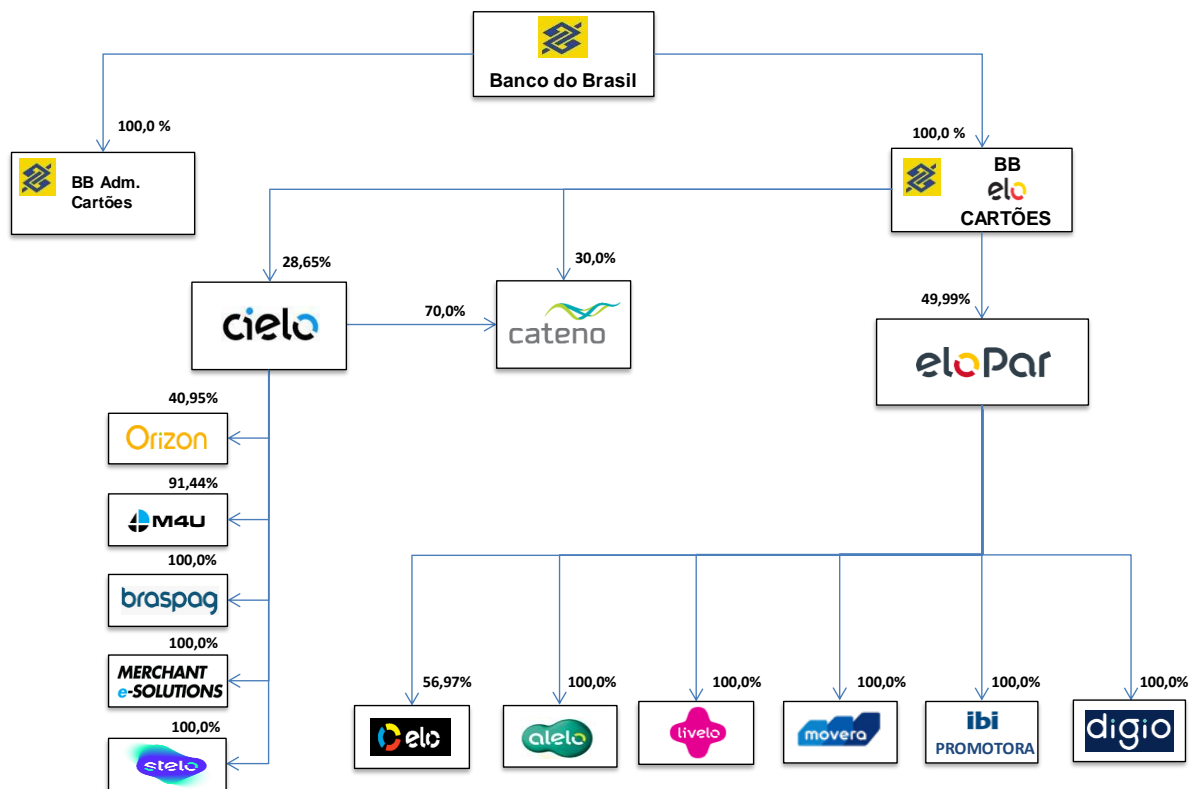 Banco do Brasil
100,0 %
100,0 %
BB Adm.
Cartões
BB
elo
CARTÕES
28,65%
30,0%
cielo
70,0%
cateno
49,99%
eloPar
40,95%
Orizon
91,44%
M4U
100,0%
braspag
100,0%
MERCHANT
e-SOLUTIONS
100,0%
stelo
56,97%
100,0%
100,0%
100,0%
100,0%
100,0%
elo
alelo
livelo
movera
ibi
PROMOTORA
digio